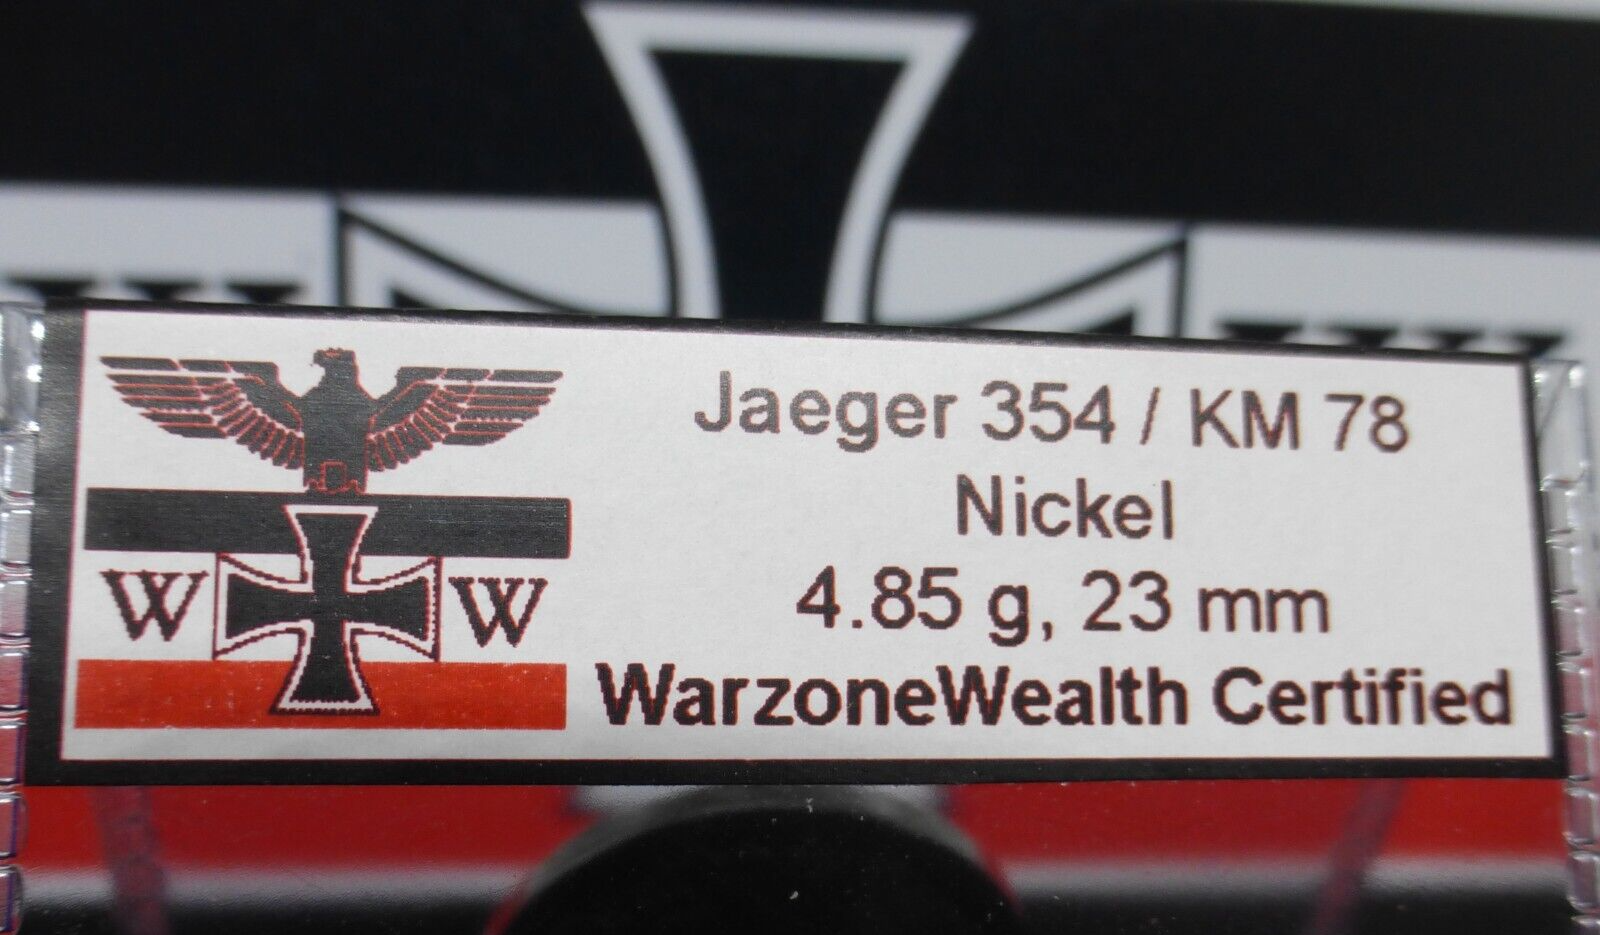 Jaeger 354 / KM 78
Nickel
4.85 g, 23 mm
WarzoneWealth Certified
W W